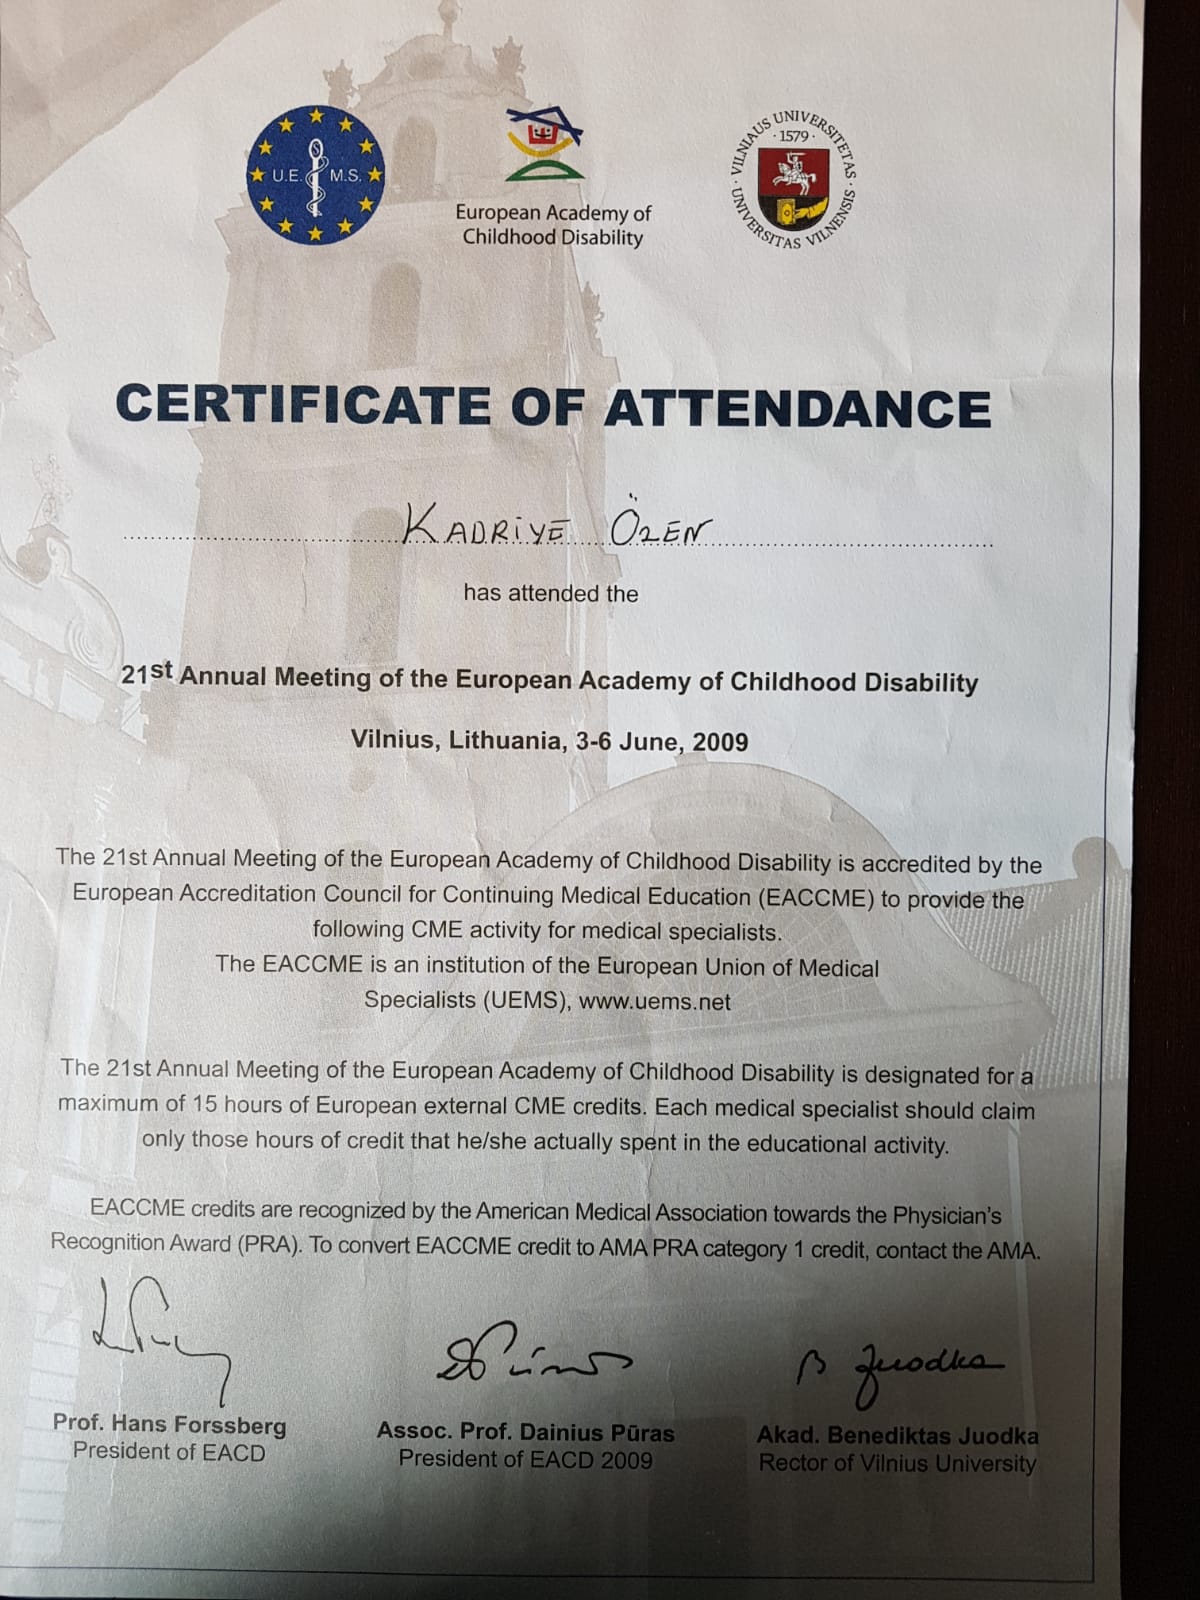 U.E. M.S.
European Academy of
Childhood Disability
VILNIAUS UNIVERSITETAS · UNIVERSITAS VILNENSIS ·
· 1579 ·
CERTIFICATE OF ATTENDANCE
KADRİYE ÖZEN
has attended the
21st Annual Meeting of the European Academy of Childhood Disability
Vilnius, Lithuania, 3-6 June, 2009
The 21st Annual Meeting of the European Academy of Childhood Disability is accredited by the
European Accreditation Council for Continuing Medical Education (EACCME) to provide the
following CME activity for medical specialists.
The EACCME is an institution of the European Union of Medical
Specialists (UEMS), www.uems.net
The 21st Annual Meeting of the European Academy of Childhood Disability is designated for a
maximum of 15 hours of European external CME credits. Each medical specialist should claim
only those hours of credit that he/she actually spent in the educational activity.
EACCME credits are recognized by the American Medical Association towards the Physician's
Recognition Award (PRA). To convert EACCME credit to AMA PRA category 1 credit, contact the AMA.
B Juodka
Prof. Hans Forssberg
President of EACD
Assoc. Prof. Dainius Pūras
President of EACD 2009
Akad. Benediktas Juodka
Rector of Vilnius University